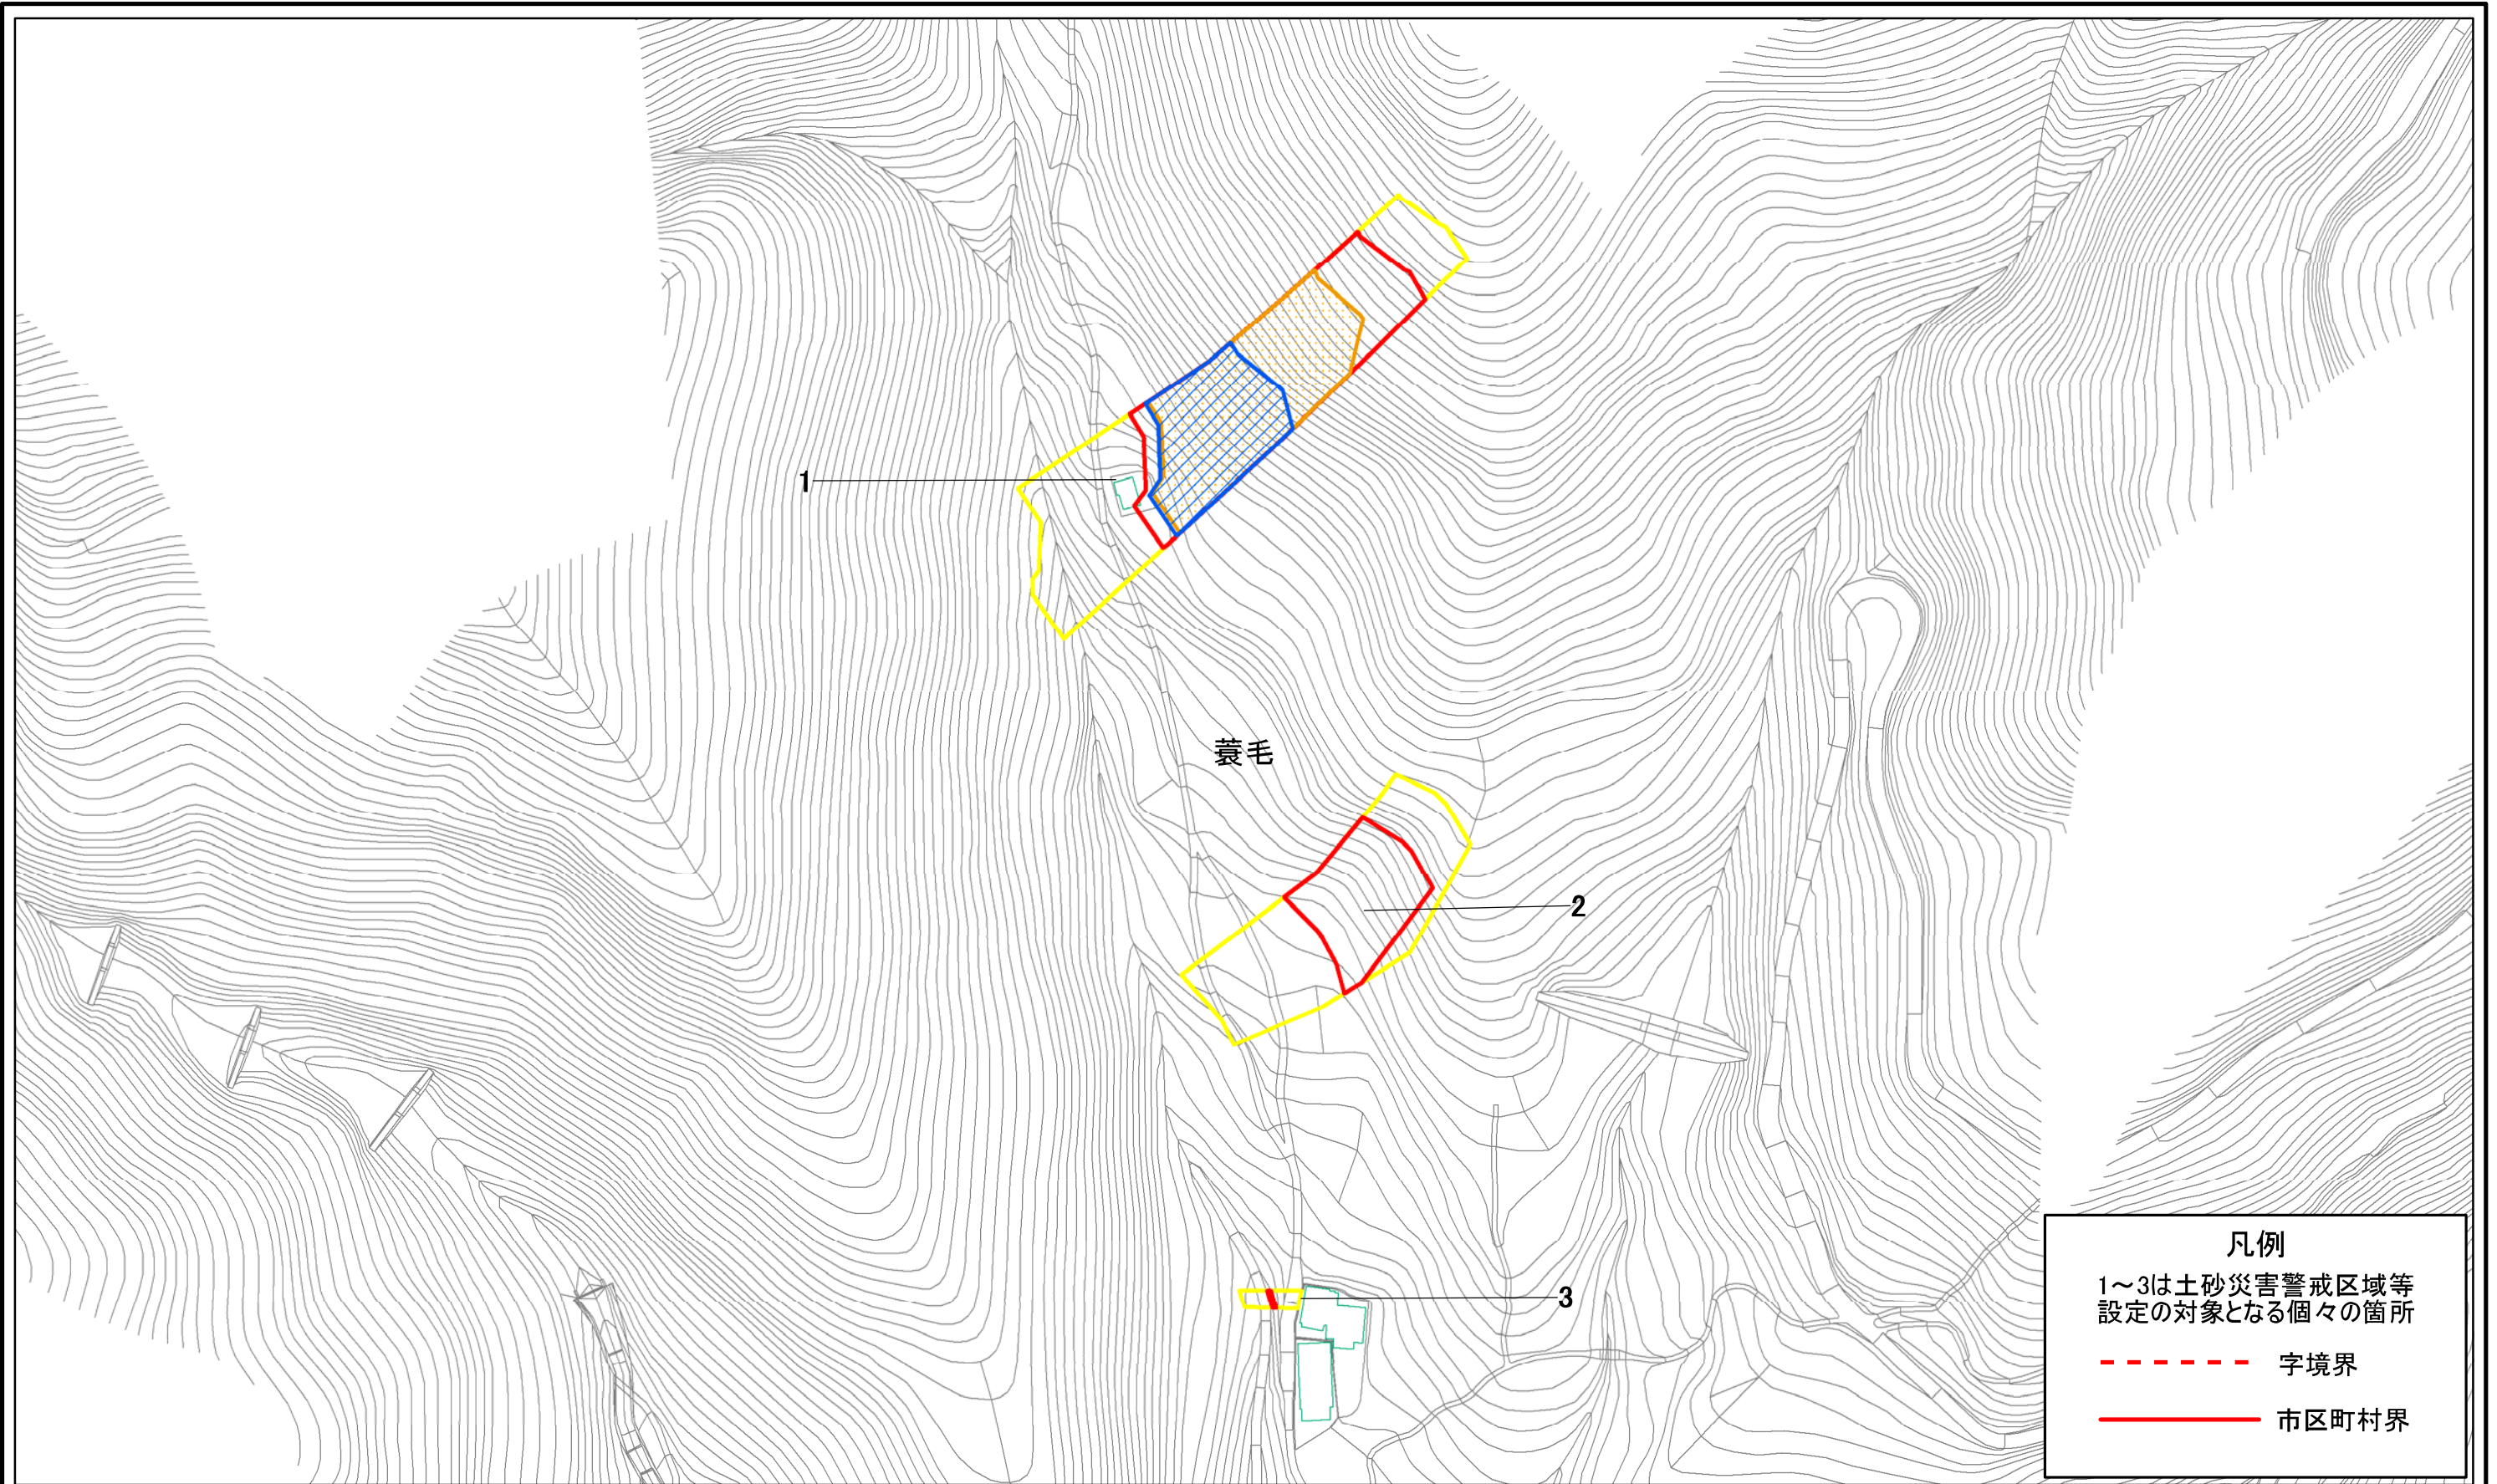 1
蓑毛
2
3
凡例
1～3は土砂災害警戒区域等
設定の対象となる個々の箇所
字境界
市区町村界